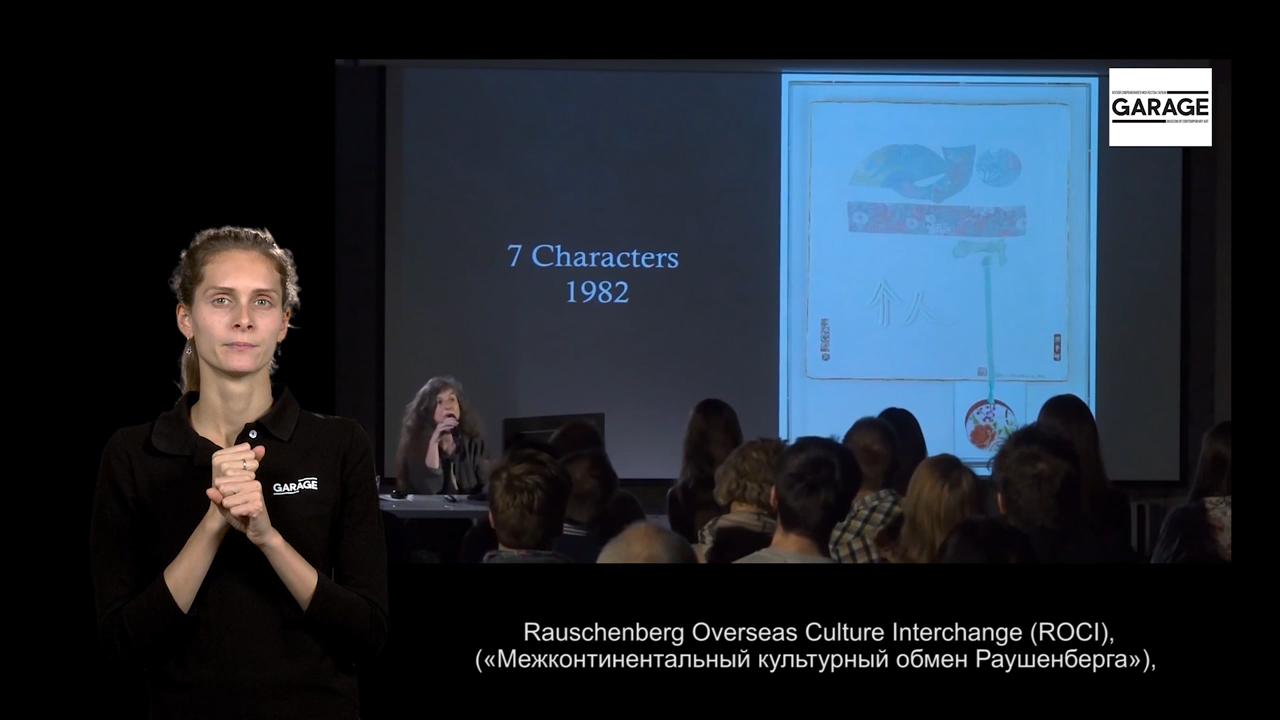 GARAGE
7 Characters
1982
个人
GARAGE
Rauschenberg Overseas Culture Interchange (ROCI),
(«Межконтинентальный культурный обмен Раушенберга»),